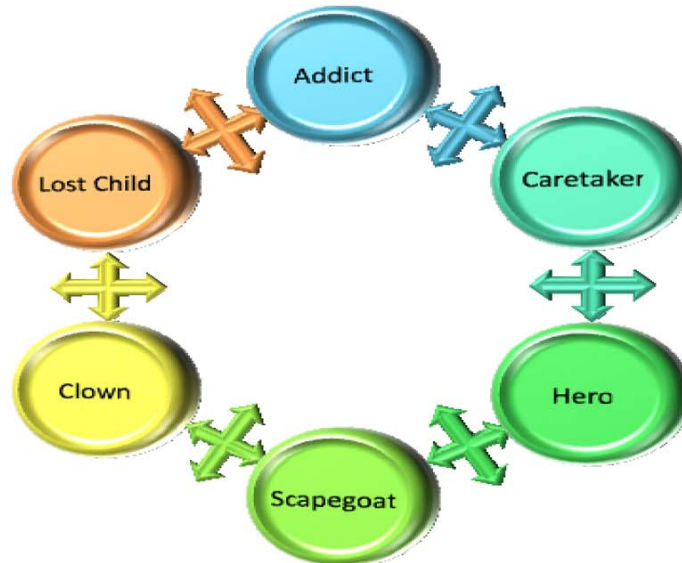 Addict
Caretaker
Hero
Scapegoat
Clown
Lost Child